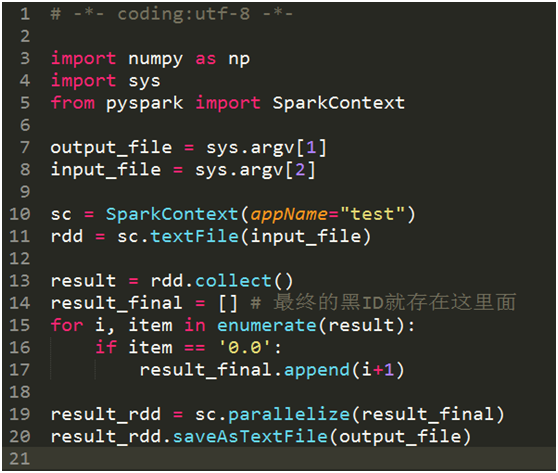 1 # -*- coding:utf-8 -*-
2
3 import numpy as np
4 import sys
5 from pyspark import SparkContext
6
7 output_file = sys.argv[1]
8 input_file = sys.argv[2]
9
10 sc = SparkContext(appName="test")
11 rdd = sc.textFile(input_file)
12
13 result = rdd.collect()
14 result_final = [] # 最终的黑ID就存在这里面
15 for i, item in enumerate(result):
16     if item == '0.0':
17         result_final.append(i+1)
18
19 result_rdd = sc.parallelize(result_final)
20 result_rdd.saveAsTextFile(output_file)
21